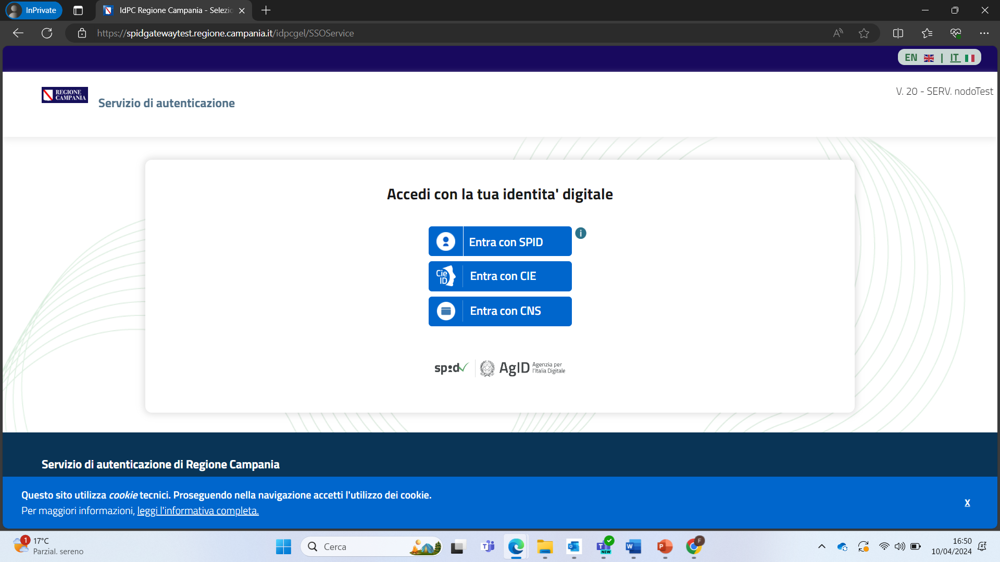 InPrivate
IdPC Regione Campania - Selezio
https://spidgatewaytest.regione.campania.it/idpcgel/SSOService
EN | IT
REGIONE CAMPANIA
Servizio di autenticazione
V. 20 - SERV. nodoTest
Accedi con la tua identita' digitale
Entra con SPID
i
Cie ID
Entra con CIE
Entra con CNS
spid AgID Agenzia per l'Italia Digitale
Servizio di autenticazione di Regione Campania
Questo sito utilizza cookie tecnici. Proseguendo nella navigazione accetti l'utilizzo dei cookie.
Per maggiori informazioni, leggi l'informativa completa.
X
1
17°C
Parzial. sereno
Cerca
NEW
F
16:50
10/04/2024